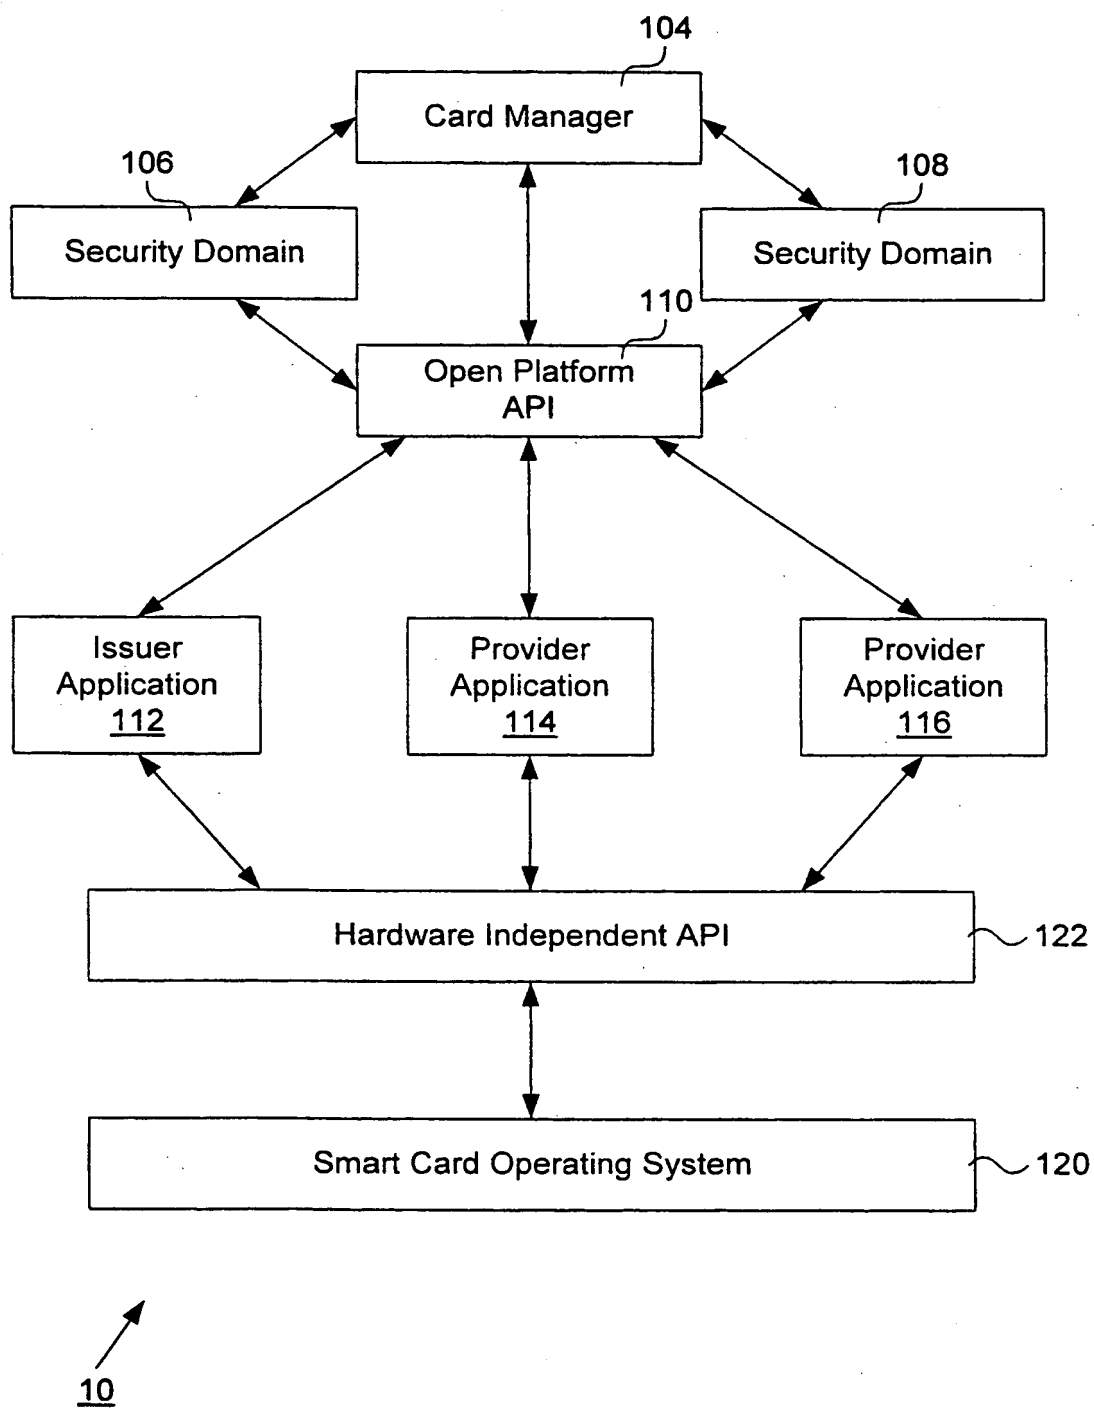 104
Card Manager
106
108
Security Domain
Security Domain
110
Open Platform
API
Issuer
Application
112
Provider
Application
114
Provider
Application
116
Hardware Independent API
122
Smart Card Operating System
120
10